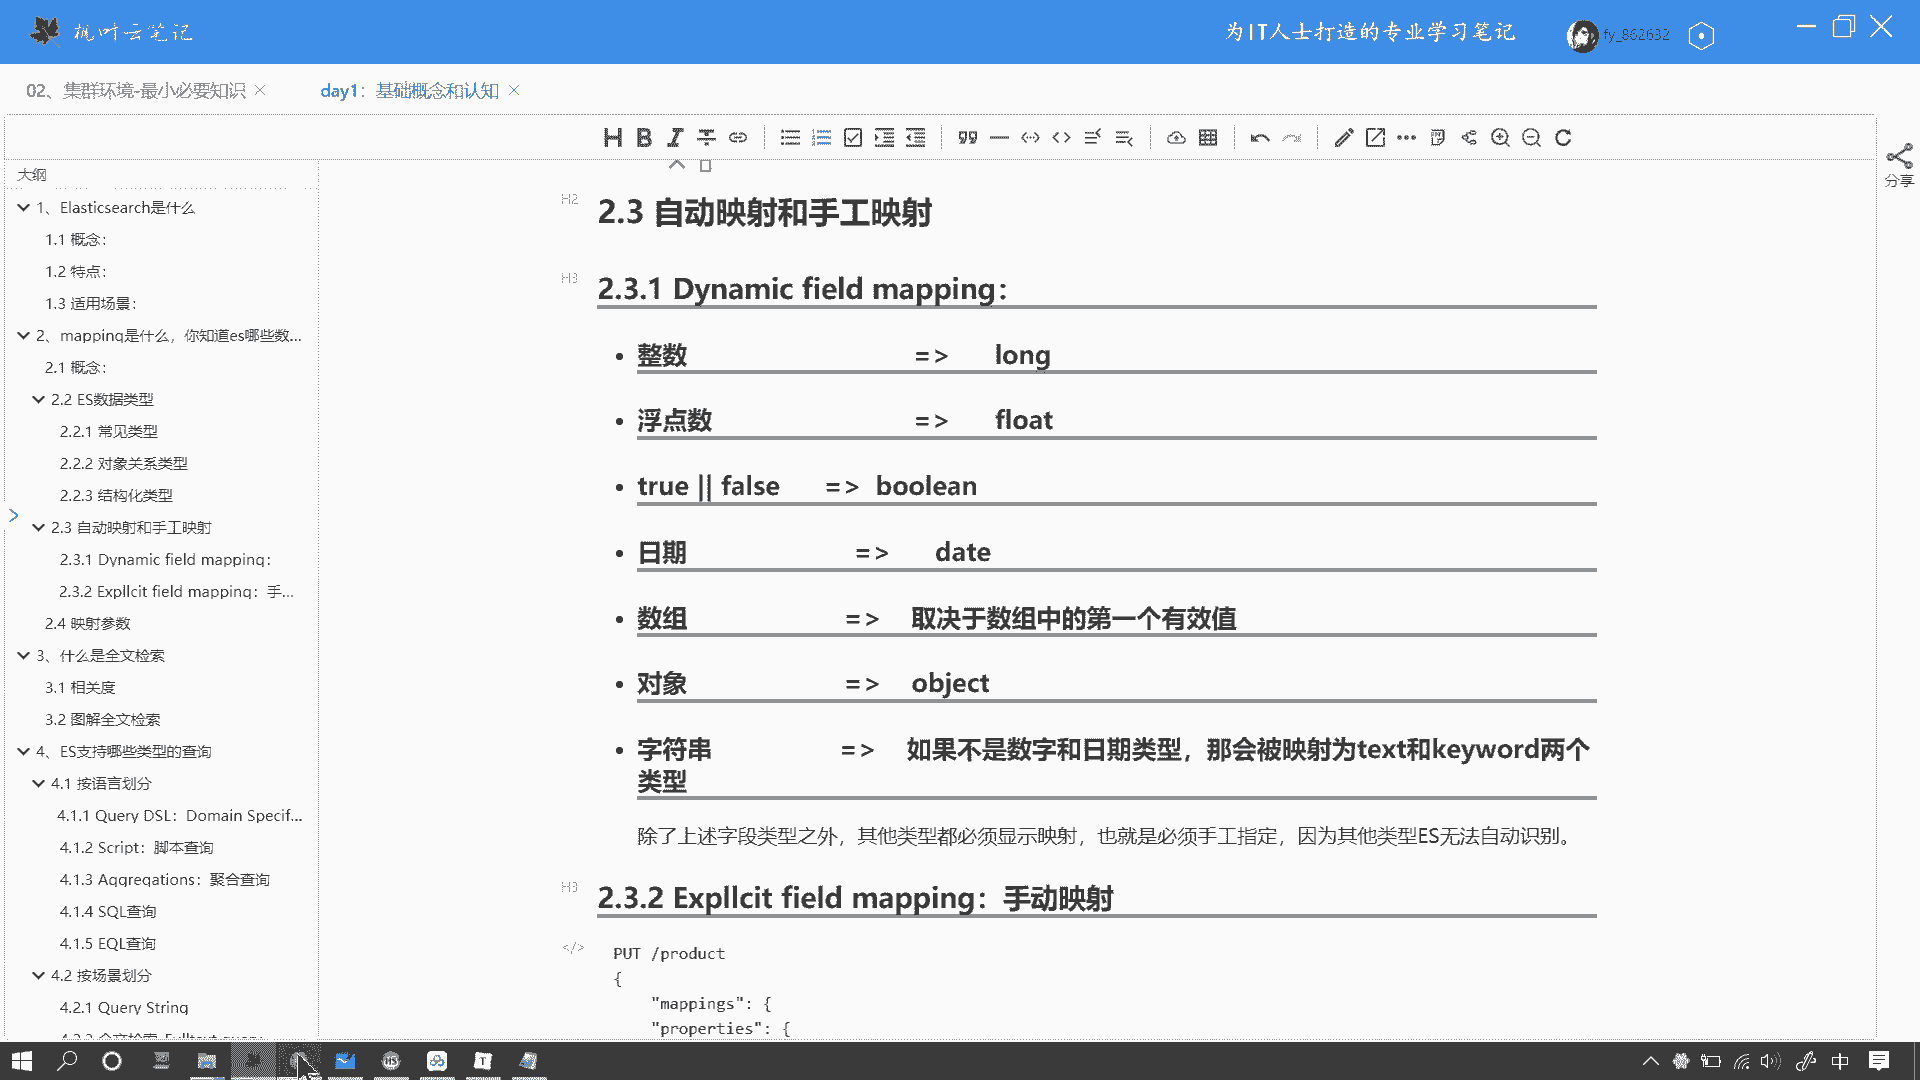 枫叶云笔记
为IT人士打造的专业学习笔记
fy_862632
02、集群环境-最小必要知识
day1：基础概念和认知
分享
大纲
1、Elasticsearch是什么
1.1 概念：
1.2 特点：
1.3 适用场景：
2、mapping是什么，你知道es哪些数...
2.1 概念：
2.2 ES数据类型
2.2.1 常见类型
2.2.2 对象关系类型
2.2.3 结构化类型
2.3 自动映射和手工映射
2.3.1 Dynamic field mapping：
2.3.2 Expllcit field mapping：手...
2.4 映射参数
3、什么是全文检索
3.1 相关度
3.2 图解全文检索
4、ES支持哪些类型的查询
4.1 按语言划分
4.1.1 Query DSL：Domain Specif...
4.1.2 Script：脚本查询
4.1.3 Aggregations：聚合查询
4.1.4 SQL查询
4.1.5 EQL查询
4.2 按场景划分
4.2.1 Query String
H2
2.3 自动映射和手工映射
H3
2.3.1 Dynamic field mapping：
整数 => long
浮点数 => float
true || false => boolean
日期 => date
数组 => 取决于数组中的第一个有效值
对象 => object
字符串 => 如果不是数字和日期类型，那会被映射为text和keyword两个
类型
除了上述字段类型之外，其他类型都必须显示映射，也就是必须手工指定，因为其他类型ES无法自动识别。
H3
2.3.2 Expllcit field mapping：手动映射
PUT /product
{
"mappings": {
"properties": {
中